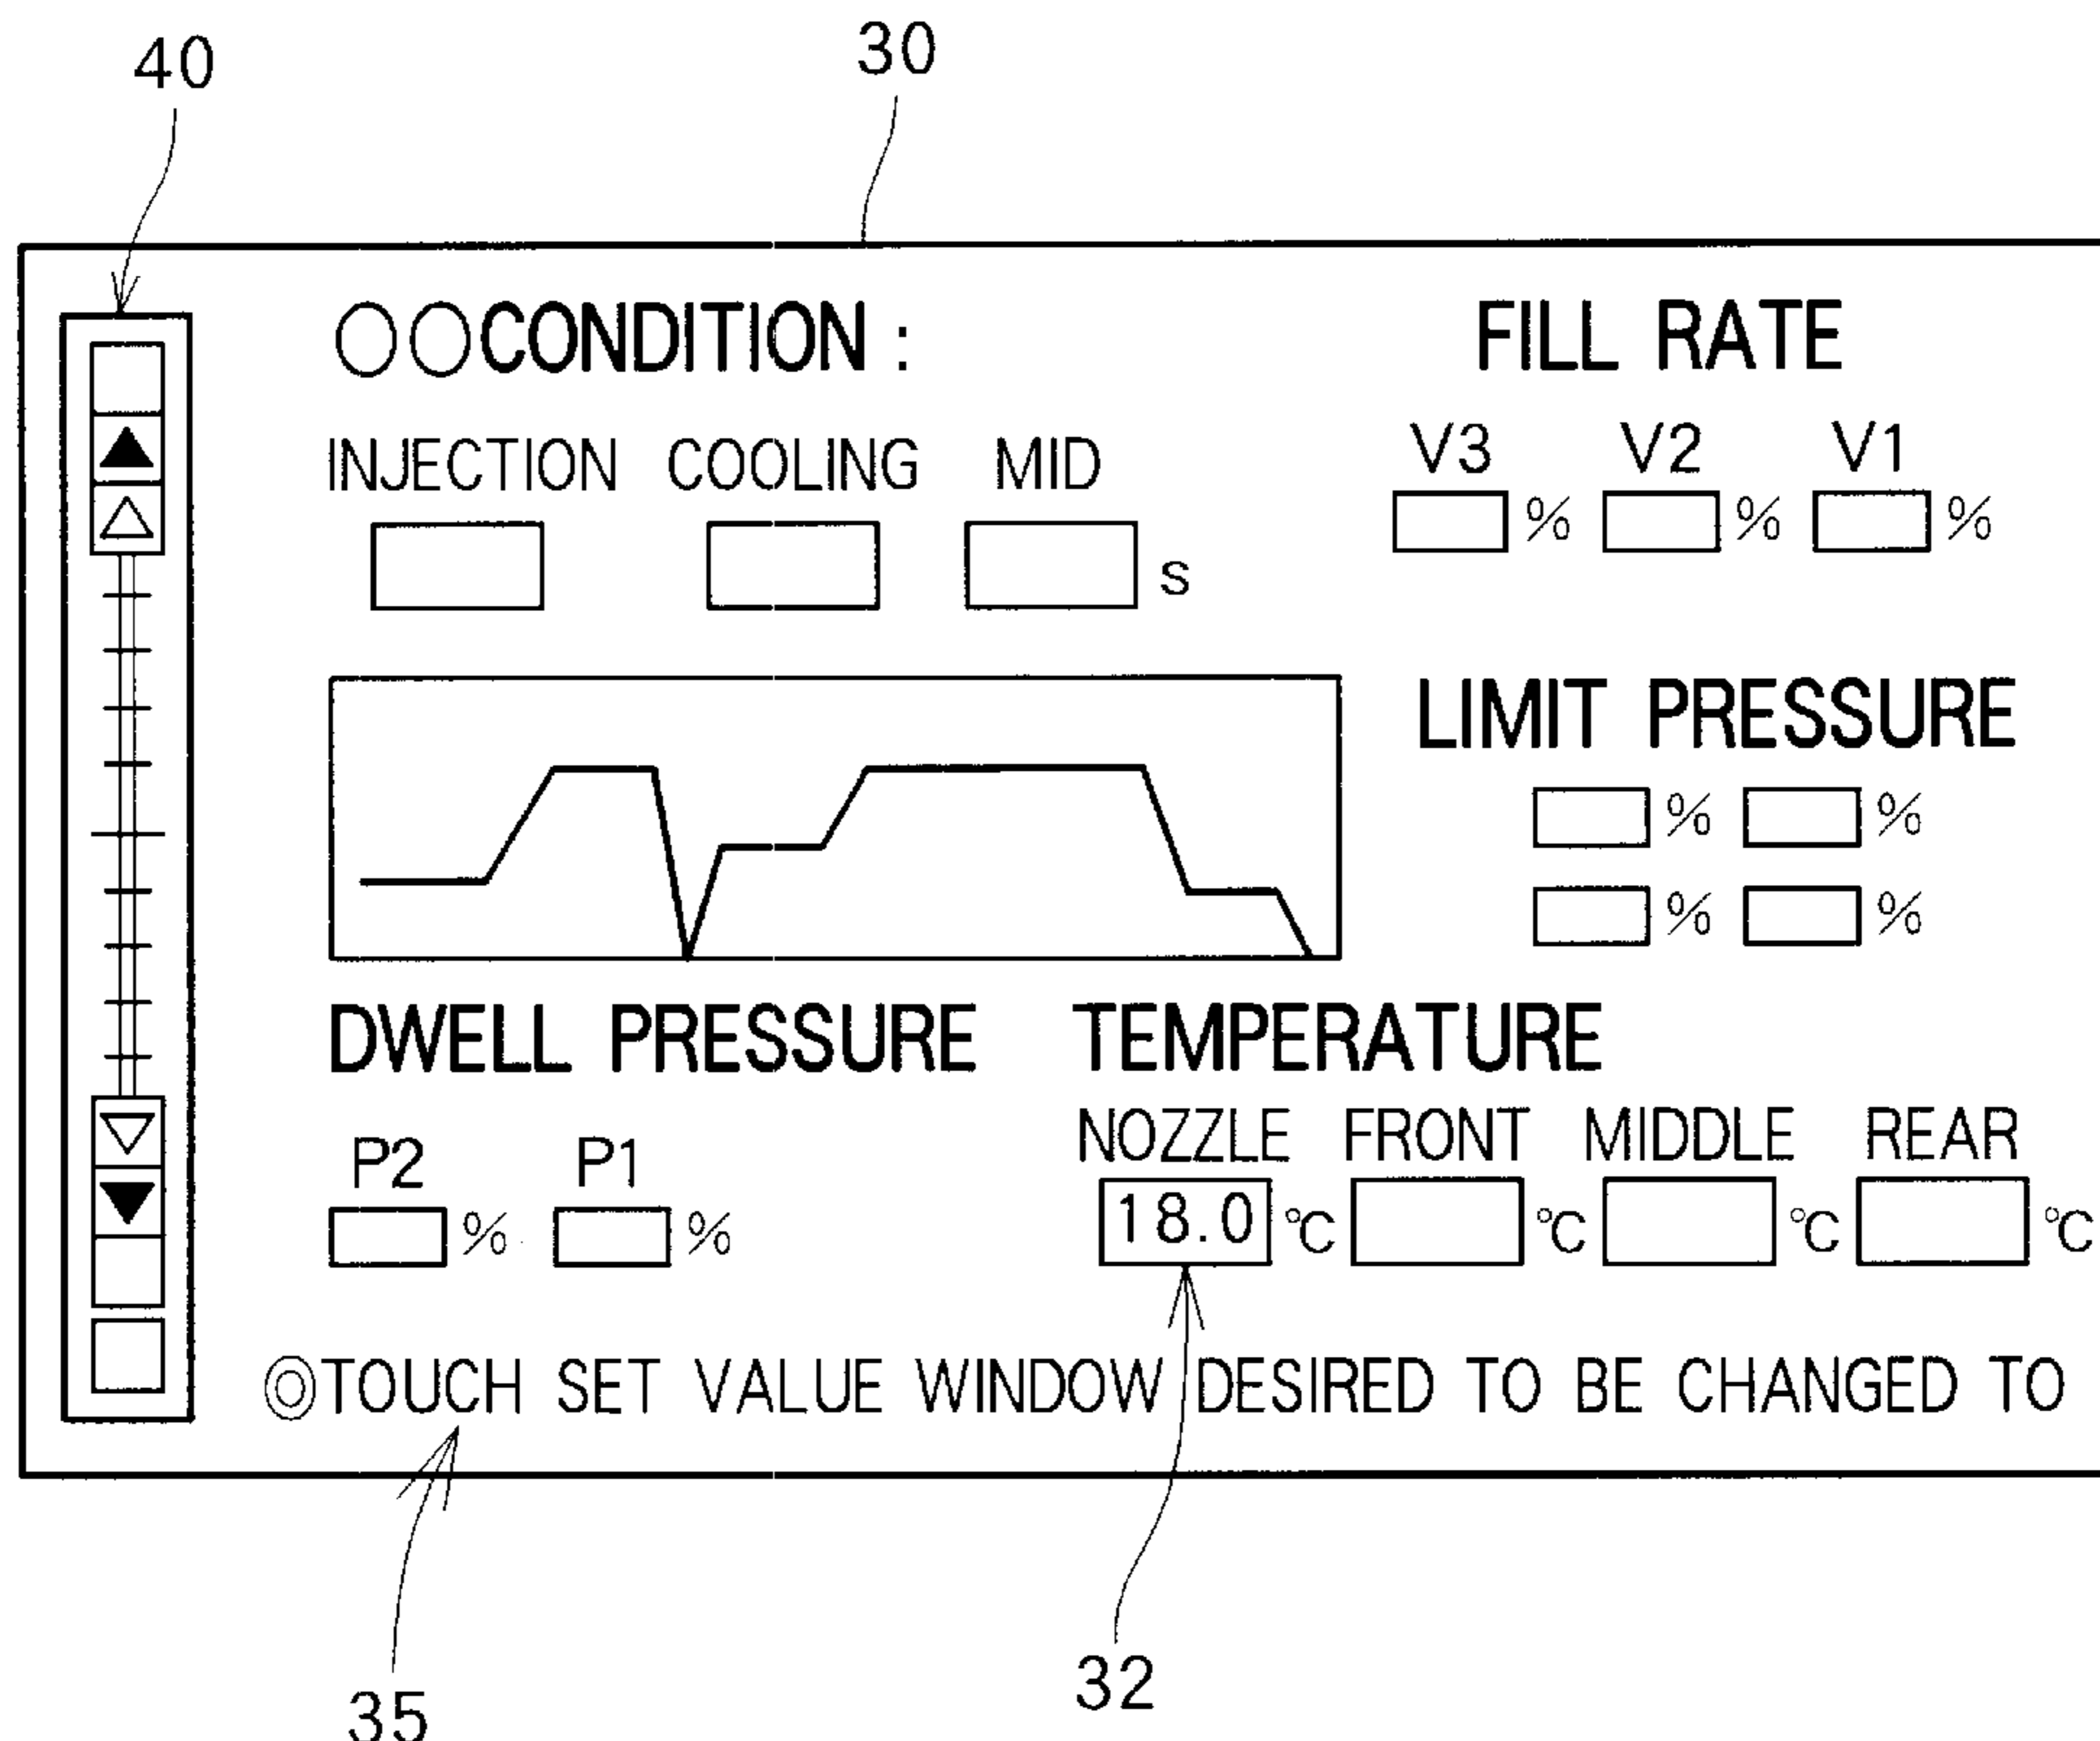 40 30
○○CONDITION : FILL RATE
INJECTION COOLING MID V3 V2 V1
s % % %
LIMIT PRESSURE
% %
% %
DWELL PRESSURE TEMPERATURE
P2 P1 NOZZLE FRONT MIDDLE REAR
% % 18.0 ℃ ℃ ℃ ℃
◎TOUCH SET VALUE WINDOW DESIRED TO BE CHANGED TO
35 32